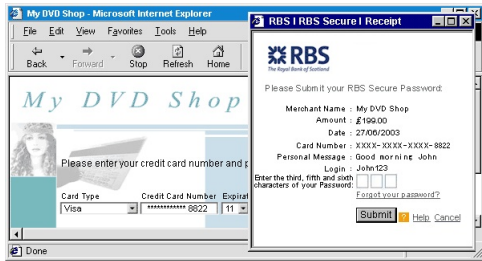 My DVD Shop - Microsoft Internet Explorer
File Edit View Favorites Tools Help
Back Forward Stop Refresh Home
My DVD Shop
Please enter your credit card number and p
Card Type Credit Card Number Expirat
Visa ************ 8822 11
Done
RBS I RBS Secure I Receipt
RBS
The Royal Bank of Scotland
Please Submit your RBS Secure Password:
Merchant Name : My DVD Shop
Amount : £199.00
Date : 27/06/2003
Card Number : XXXX-XXXX-XXXX-8822
Personal Message : Good morning John
Login : John123
Enter the third, fifth and sixth
characters of your Password:
Forgot your password?
Submit ? Help Cancel